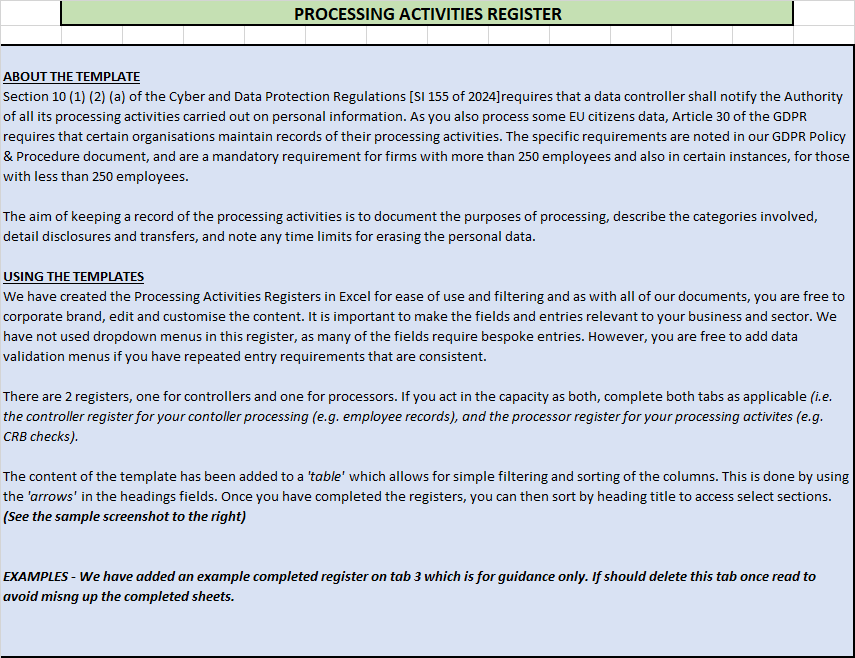 PROCESSING ACTIVITIES REGISTER
ABOUT THE TEMPLATE
Section 10 (1) (2) (a) of the Cyber and Data Protection Regulations [SI 155 of 2024]requires that a data controller shall notify the Authority
of all its processing activities carried out on personal information. As you also process some EU citizens data, Article 30 of the GDPR
requires that certain organisations maintain records of their processing activities. The specific requirements are noted in our GDPR Policy
& Procedure document, and are a mandatory requirement for firms with more than 250 employees and also in certain instances, for those
with less than 250 employees.
The aim of keeping a record of the processing activities is to document the purposes of processing, describe the categories involved,
detail disclosures and transfers, and note any time limits for erasing the personal data.
USING THE TEMPLATES
We have created the Processing Activities Registers in Excel for ease of use and filtering and as with all of our documents, you are free to
corporate brand, edit and customise the content. It is important to make the fields and entries relevant to your business and sector. We
have not used dropdown menus in this register, as many of the fields require bespoke entries. However, you are free to add data
validation menus if you have repeated entry requirements that are consistent.
There are 2 registers, one for controllers and one for processors. If you act in the capacity as both, complete both tabs as applicable (i.e.
the controller register for your contoller processing (e.g. employee records), and the processor register for your processing activites (e.g.
CRB checks).
The content of the template has been added to a 'table' which allows for simple filtering and sorting of the columns. This is done by using
the 'arrows' in the headings fields. Once you have completed the registers, you can then sort by heading title to access select sections.
(See the sample screenshot to the right)
EXAMPLES - We have added an example completed register on tab 3 which is for guidance only. If should delete this tab once read to
avoid misng up the completed sheets.